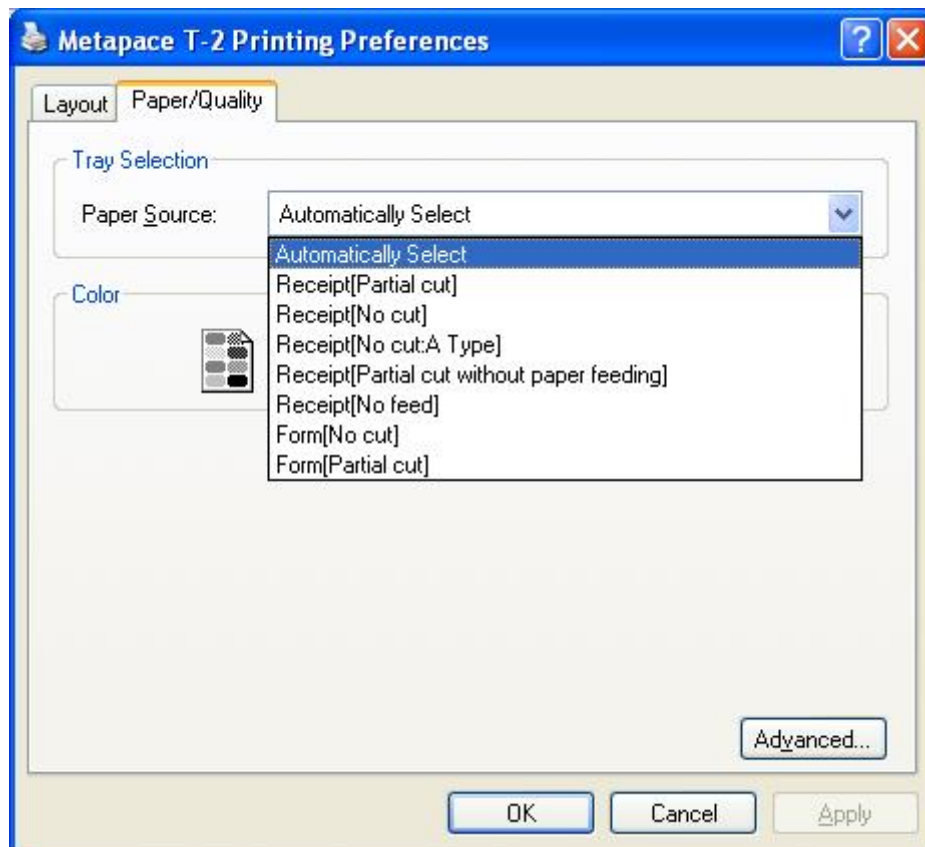 Metapace T-2 Printing Preferences
Layout
Paper/Quality
Tray Selection
Paper Source:
Automatically Select
Automatically Select
Receipt[Partial cut]
Receipt[No cut]
Receipt[No cut:A Type]
Receipt[Partial cut without paper feeding]
Receipt[No feed]
Form[No cut]
Form[Partial cut]
Color
Advanced...
OK
Cancel
Apply